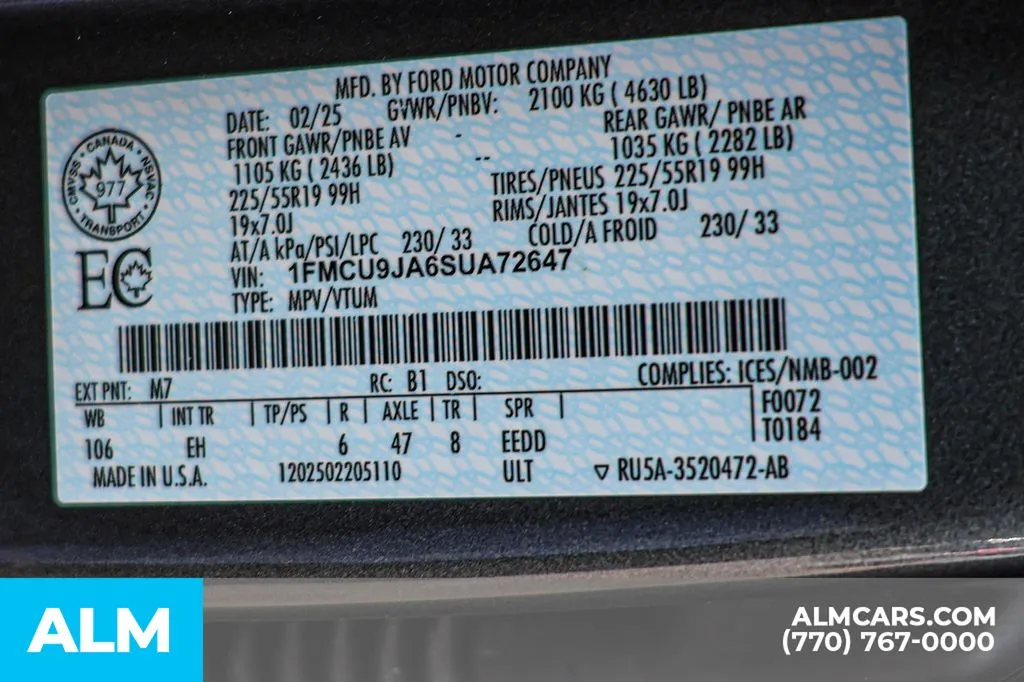 MFD. BY FORD MOTOR COMPANY
DATE: 02/25 GVWR/PNBV: 2100 KG ( 4630 LB)
FRONT GAWR/PNBE AV - REAR GAWR/ PNBE AR
1105 KG ( 2436 LB) -- 1035 KG ( 2282 LB)
225/55R19 99H TIRES/PNEUS 225/55R19 99H
19x7.0J RIMS/JANTES 19x7.0J
AT/A kPa/PSI/LPC 230/ 33 COLD/A FROID 230/ 33
VIN: 1FMCU9JA6SUA72647
TYPE: MPV/VTUM
CANADA
CMVSS NSVAC
977
TRANSPORT
EC
EXT PNT: M7 RC: B1 DSO: COMPLIES: ICES/NMB-002
WB | INT TR | TP/PS | R | AXLE | TR | SPR | F0072
106 EH 6 47 8 EEDD T0184
MADE IN U.S.A. 1202502205110 ULT ▽ RU5A-3520472-AB
ALM
ALMCARS.COM
(770) 767-0000